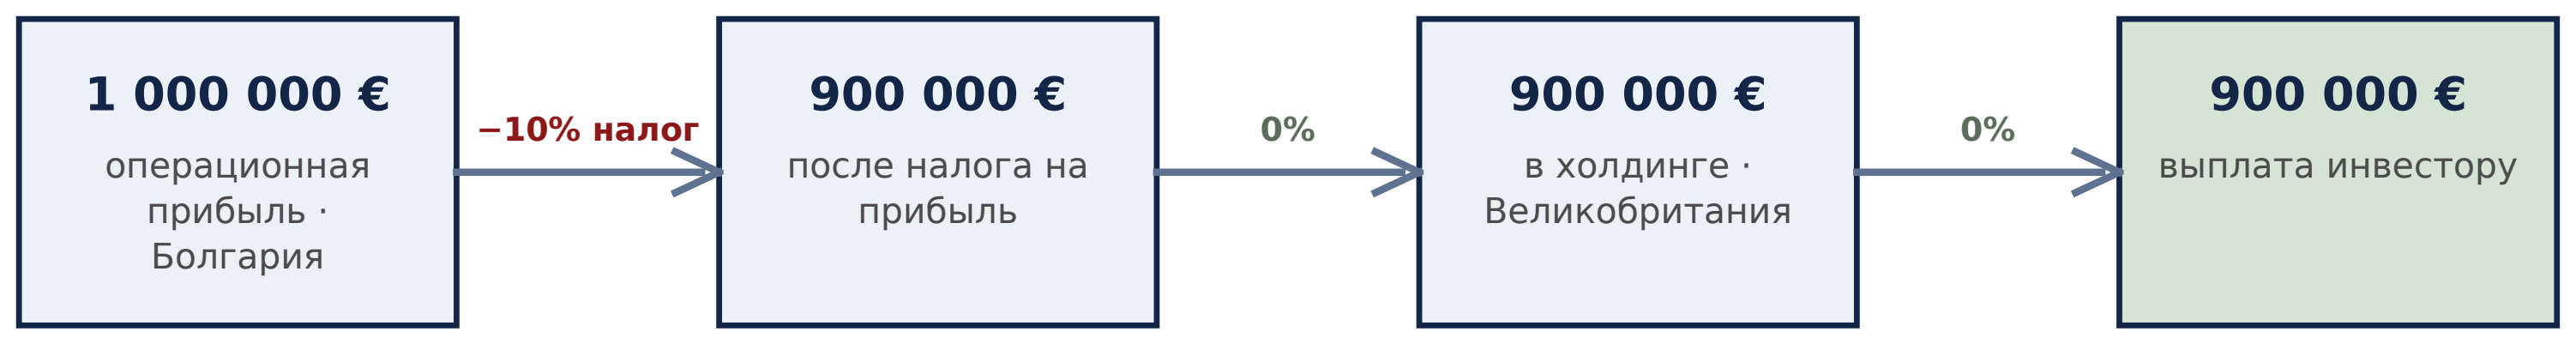 1 000 000 €
операционная
прибыль ·
Болгария
−10% налог
900 000 €
после налога на
прибыль
0%
900 000 €
в холдинге ·
Великобритания
0%
900 000 €
выплата инвестору